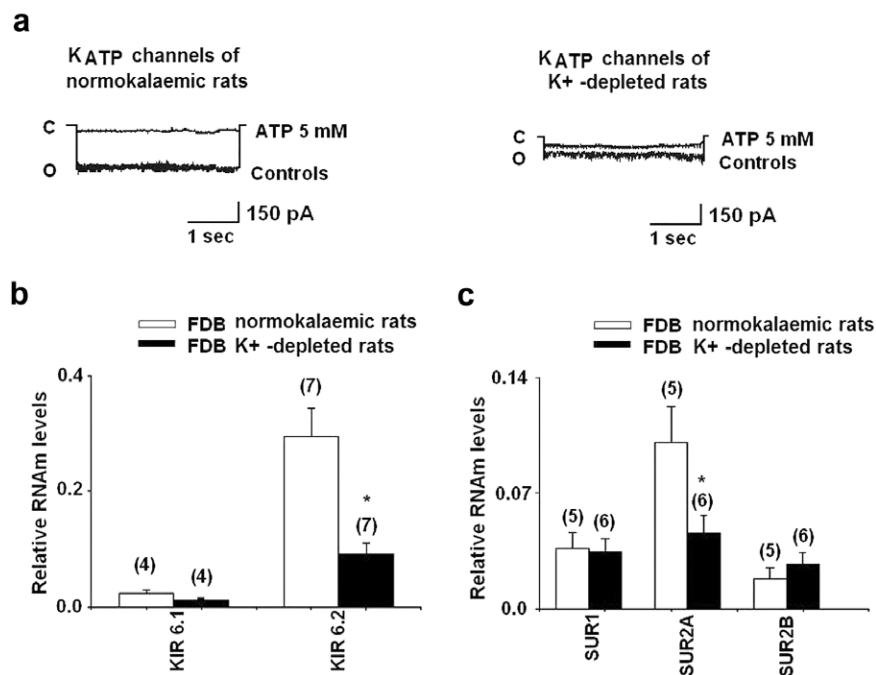 a
KATP channels of
normokalaemic rats
C
ATP 5 mM
O
Controls
150 pA
1 sec
KATP channels of
K+ -depleted rats
C
ATP 5 mM
O
Controls
150 pA
1 sec
b
FDB normokalaemic rats
FDB K+ -depleted rats
Relative RNAm levels
0.4
0.2
0.0
(4)
(4)
(7)
*
(7)
KIR 6.1
KIR 6.2
c
FDB normokalaemic rats
FDB K+ -depleted rats
Relative RNAm levels
0.14
0.07
0.0
(5)
(6)
(5)
*
(6)
(5)
(6)
SUR1
SUR2A
SUR2B